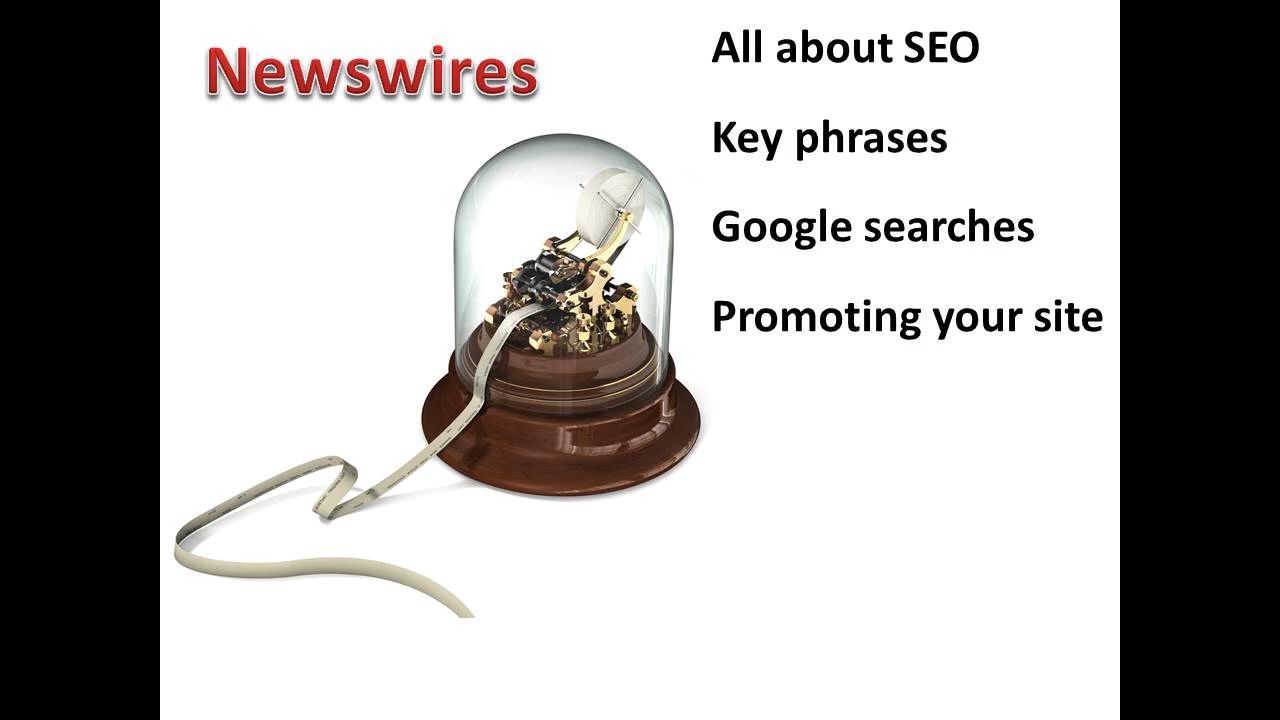 Newswires
All about SEO
Key phrases
Google searches
Promoting your site